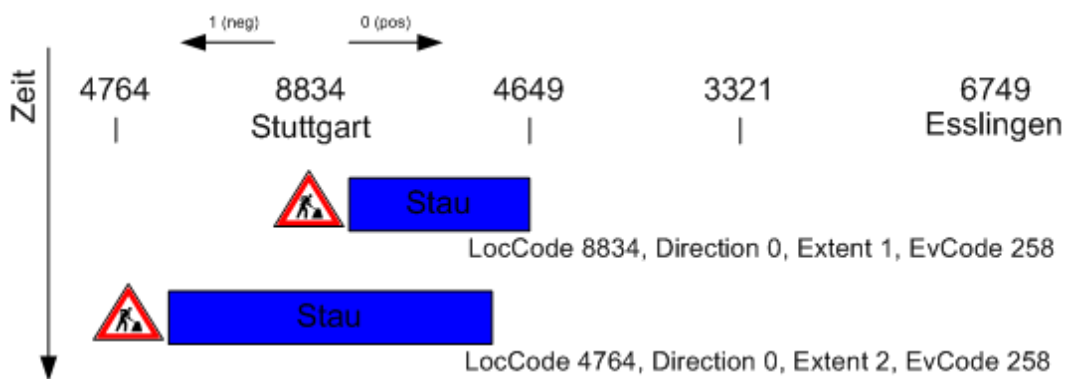 1 (neg) 0 (pos)
Zeit
4764 8834 4649 3321 6749
Stuttgart Esslingen
Stau
LocCode 8834, Direction 0, Extent 1, EvCode 258
Stau
LocCode 4764, Direction 0, Extent 2, EvCode 258